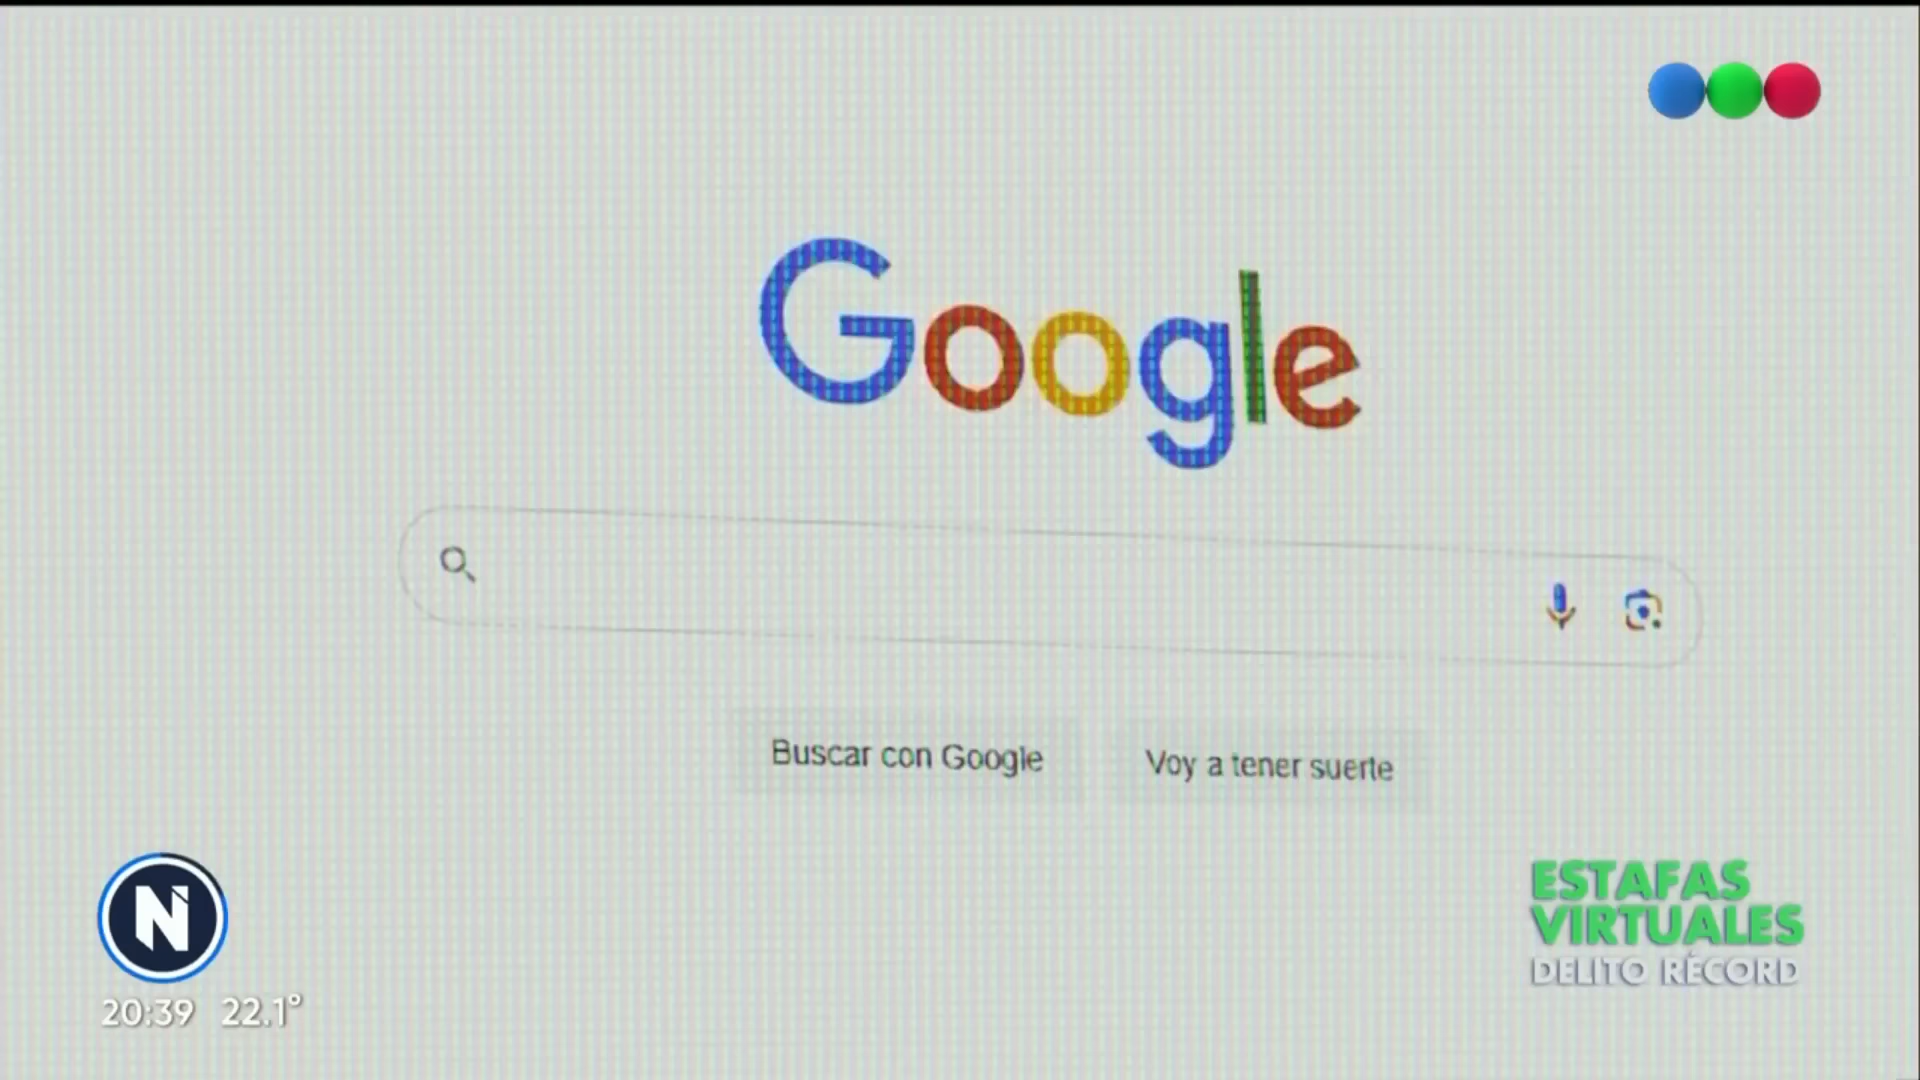 Google
Buscar con Google
Voy a tener suerte
N
20:39 22.1°
ESTAFAS
VIRTUALES
DELITO RÉCORD